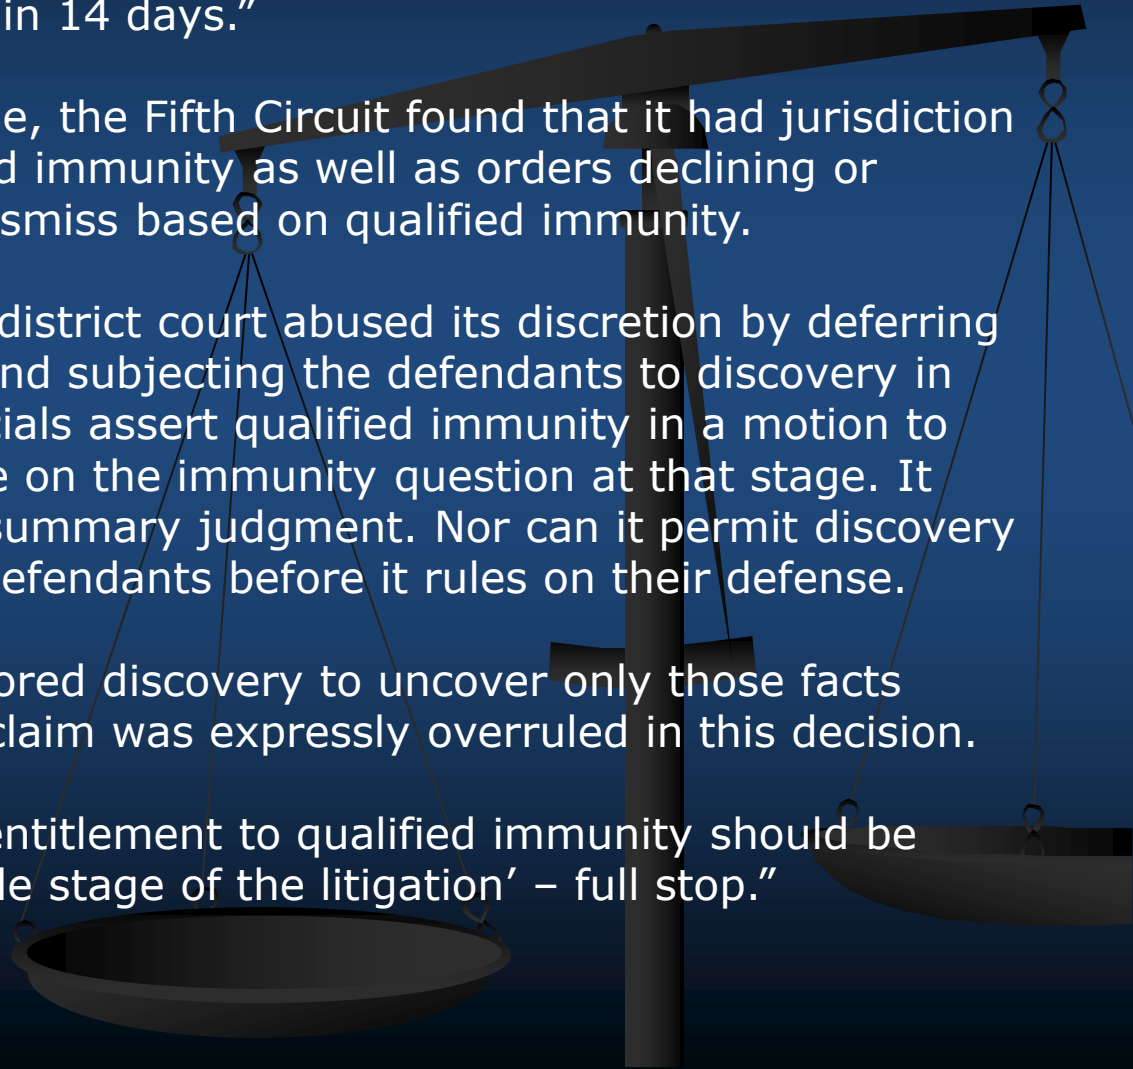 in 14 days.”
e, the Fifth Circuit found that it had jurisdiction
d immunity as well as orders declining or
smiss based on qualified immunity.
district court abused its discretion by deferring
nd subjecting the defendants to discovery in
cials assert qualified immunity in a motion to
e on the immunity question at that stage. It
summary judgment. Nor can it permit discovery
efendants before it rules on their defense.
ored discovery to uncover only those facts
claim was expressly overruled in this decision.
entitlement to qualified immunity should be
le stage of the litigation’ – full stop.”